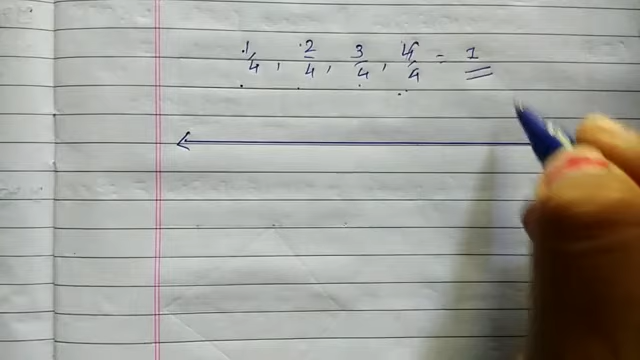 1/4, 2/4, 3/4, 4/4 = 1